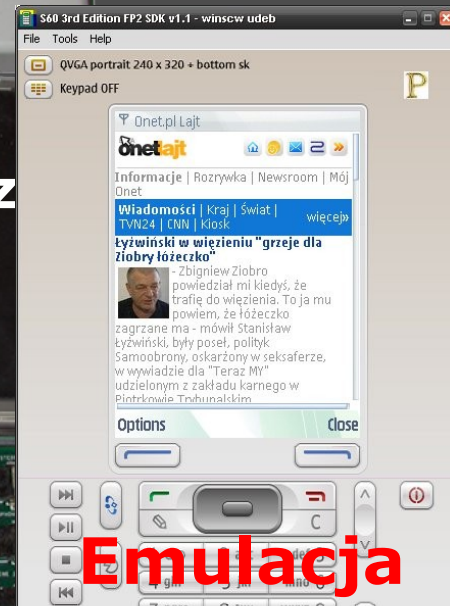 S60 3rd Edition FP2 SDK v1.1 - winscw udeb
File Tools Help
QVGA portrait 240 x 320 + bottom sk
P
Keypad OFF
Onet.pl Lajt
onetlajt
Informacje | Rozrywka | Newsroom | Mój
Onet
Wiadomości | Kraj | Świat |
TVN24 | CNN | Kiosk
więcej»
Łyżwiński w więzieniu "grzeje dla
Ziobry łóżeczko"
- Zbigniew Ziobro
powiedział mi kiedyś, że
trafię do więzienia. To ja mu
powiem, że łóżeczko
zagrzane ma - mówił Stanisław
Łyżwiński, były poseł, polityk
Samoobrony, oskarżony w seksaferze,
w wywiadzie dla "Teraz MY"
udzielonym z zakładu karnego w
Piotrkowie Trybunalskim
Options Close
C
z
Emulacja